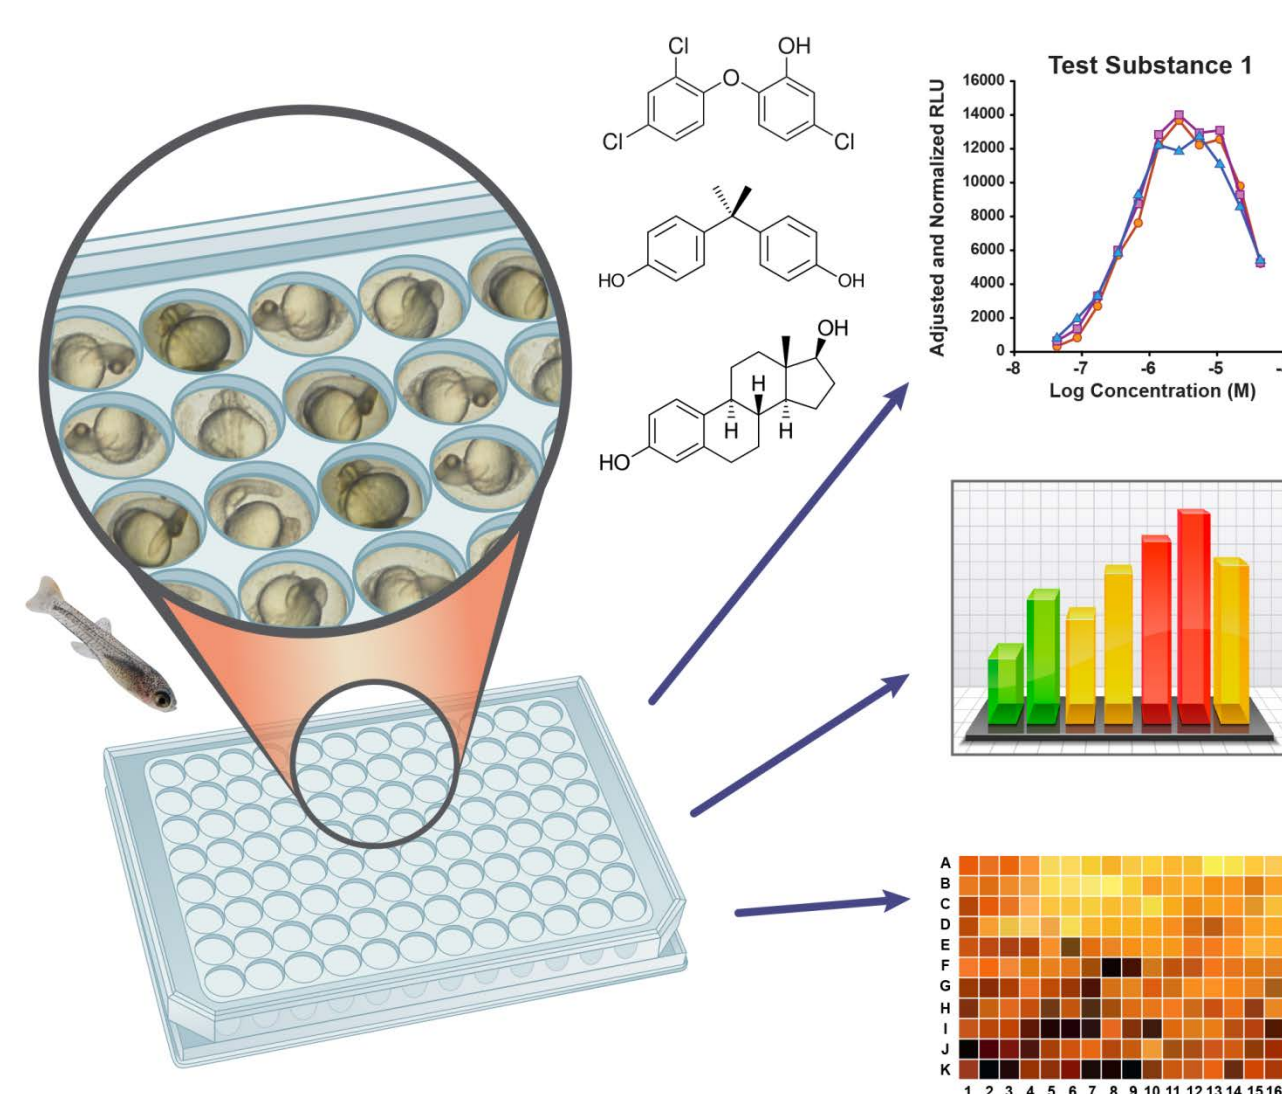 Cl
OH
O
Cl
Cl
HO
OH
OH
H
H
H
HO
Test Substance 1
Adjusted and Normalized RLU
16000
14000
12000
10000
8000
6000
4000
2000
0
-8
-7
-6
-5
Log Concentration (M)
A
B
C
D
E
F
G
H
I
J
K
1 2 3 4 5 6 7 8 9 10 11 12 13 14 15 16